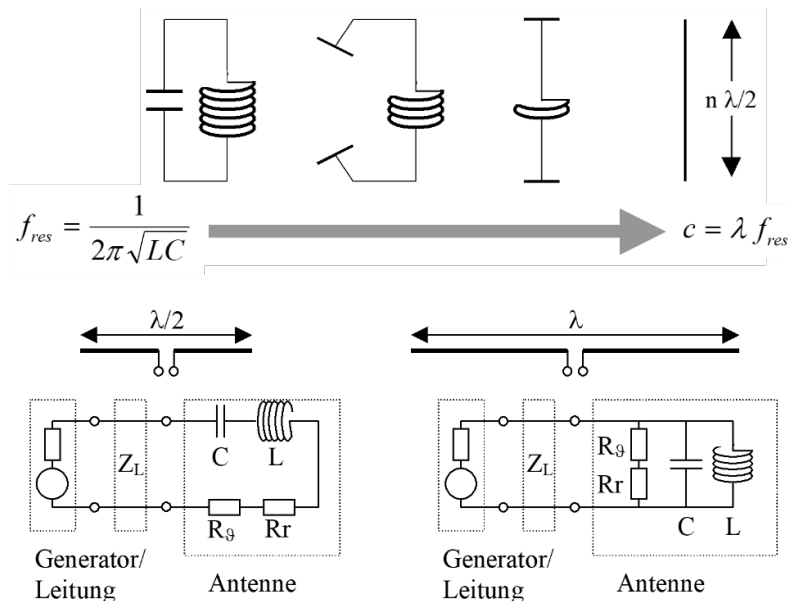 n λ/2
f_res = 1 / (2π√LC)
c = λ f_res
λ/2
λ
Z_L
C
L
R_ϑ
Rr
Generator/
Leitung
Antenne
Z_L
R_ϑ
Rr
C
L
Generator/
Leitung
Antenne